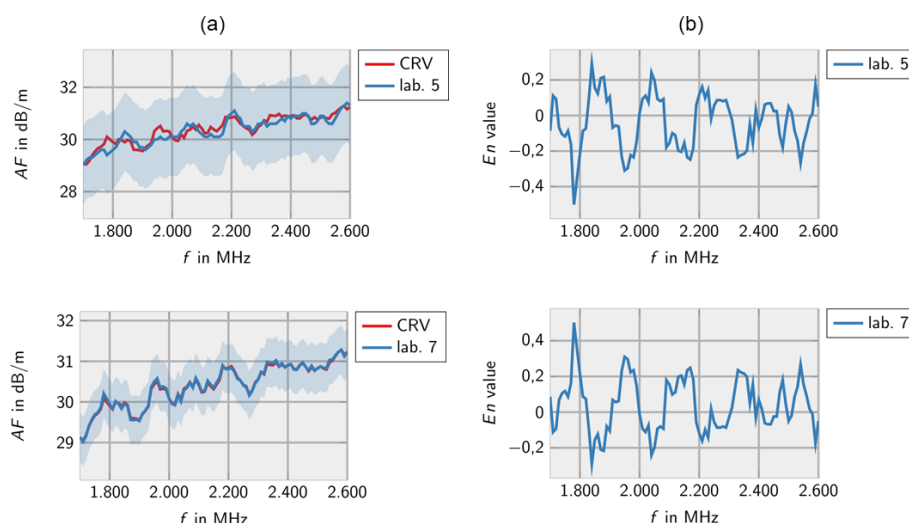 (a)
(b)
32
31
30
28
AF in dB/m
1.800
2.000
2.200
2.400
2.600
f in MHz
CRV
lab. 5
0,2
0
−0,2
−0,4
En value
1.800
2.000
2.200
2.400
2.600
f in MHz
lab. 5
32
31
30
29
AF in dB/m
1.800
2.000
2.200
2.400
2.600
f in MHz
CRV
lab. 7
0,4
0,2
0
−0,2
En value
1.800
2.000
2.200
2.400
2.600
f in MHz
lab. 7